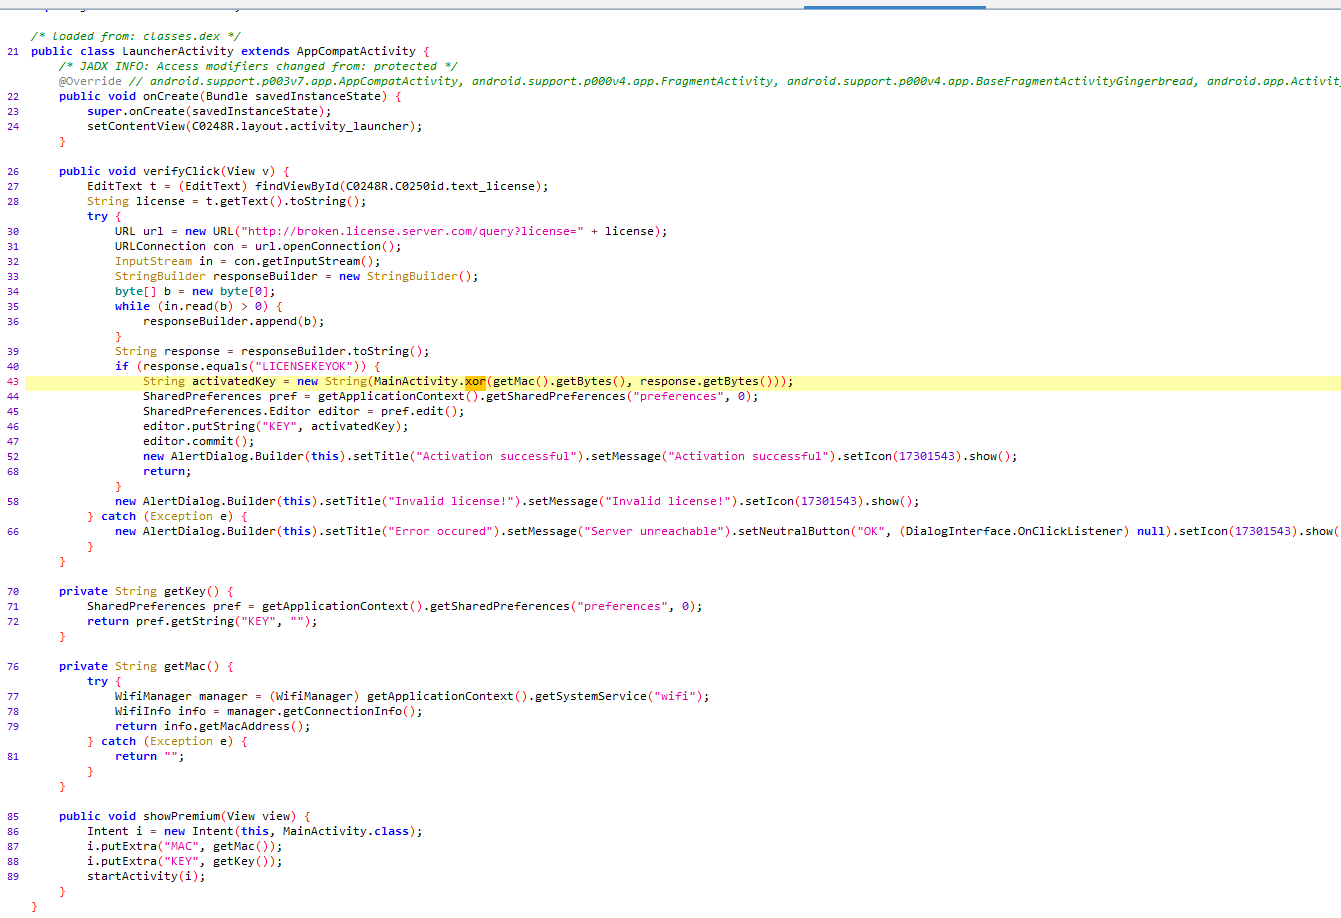 /* loaded from: classes.dex */
21 public class LauncherActivity extends AppCompatActivity {
/* JADX INFO: Access modifiers changed from: protected */
@Override // android.support.p003v7.app.AppCompatActivity, android.support.p000v4.app.FragmentActivity, android.support.p000v4.app.BaseFragmentActivityGingerbread, android.app.Activit
22 public void onCreate(Bundle savedInstanceState) {
23 super.onCreate(savedInstanceState);
24 setContentView(C0248R.layout.activity_launcher);
}
26 public void verifyClick(View v) {
27 EditText t = (EditText) findViewById(C0248R.C0250id.text_license);
28 String license = t.getText().toString();
try {
30 URL url = new URL("http://broken.license.server.com/query?license=" + license);
31 URLConnection con = url.openConnection();
32 InputStream in = con.getInputStream();
33 StringBuilder responseBuilder = new StringBuilder();
34 byte[] b = new byte[0];
35 while (in.read(b) > 0) {
36 responseBuilder.append(b);
}
39 String response = responseBuilder.toString();
40 if (response.equals("LICENSEKEYOK")) {
43 String activatedKey = new String(MainActivity.xor(getMac().getBytes(), response.getBytes()));
44 SharedPreferences pref = getApplicationContext().getSharedPreferences("preferences", 0);
45 SharedPreferences.Editor editor = pref.edit();
46 editor.putString("KEY", activatedKey);
47 editor.commit();
52 new AlertDialog.Builder(this).setTitle("Activation successful").setMessage("Activation successful").setIcon(17301543).show();
68 return;
}
58 new AlertDialog.Builder(this).setTitle("Invalid license!").setMessage("Invalid license!").setIcon(17301543).show();
} catch (Exception e) {
66 new AlertDialog.Builder(this).setTitle("Error occured").setMessage("Server unreachable").setNeutralButton("OK", (DialogInterface.OnClickListener) null).setIcon(17301543).show(
}
}
70 private String getKey() {
71 SharedPreferences pref = getApplicationContext().getSharedPreferences("preferences", 0);
72 return pref.getString("KEY", "");
}
76 private String getMac() {
try {
77 WifiManager manager = (WifiManager) getApplicationContext().getSystemService("wifi");
78 WifiInfo info = manager.getConnectionInfo();
79 return info.getMacAddress();
} catch (Exception e) {
81 return "";
}
}
85 public void showPremium(View view) {
86 Intent i = new Intent(this, MainActivity.class);
87 i.putExtra("MAC", getMac());
88 i.putExtra("KEY", getKey());
89 startActivity(i);
}
}